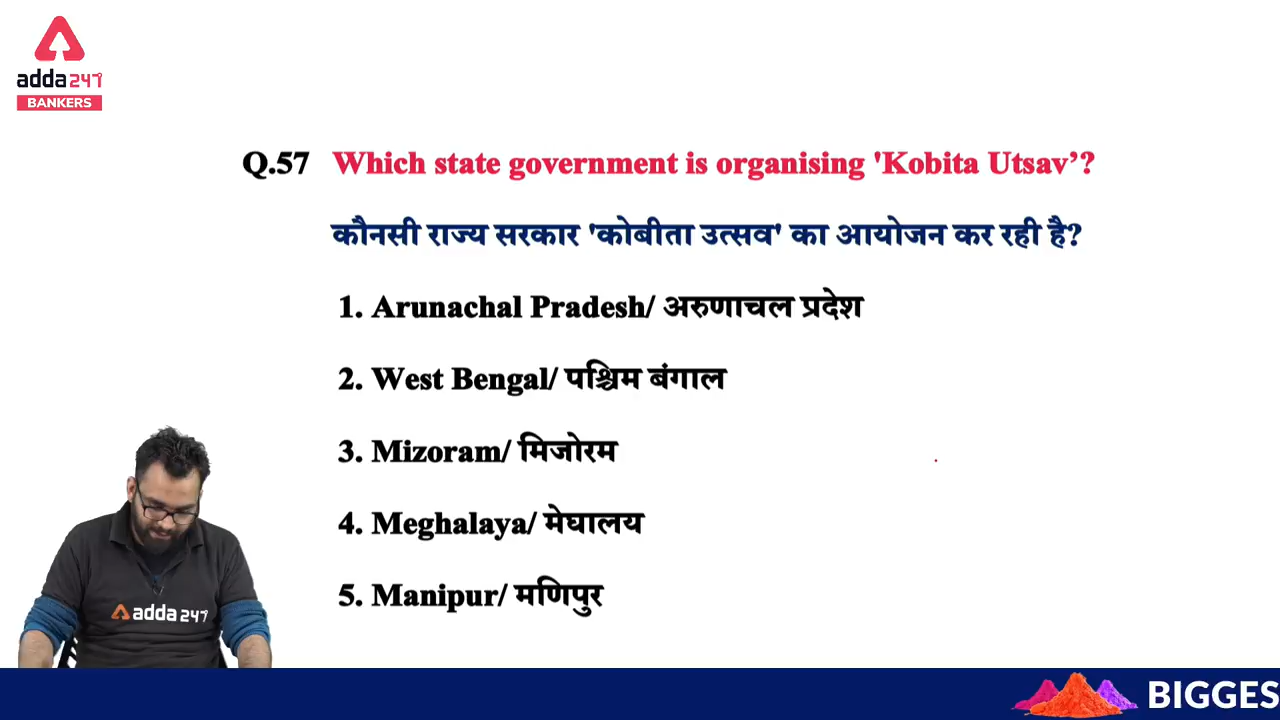 adda247
BANKERS
Q.57 Which state government is organising 'Kobita Utsav’?
कौनसी राज्य सरकार 'कोबीता उत्सव' का आयोजन कर रही है?
1. Arunachal Pradesh/ अरुणाचल प्रदेश
2. West Bengal/ पश्चिम बंगाल
3. Mizoram/ मिजोरम
4. Meghalaya/ मेघालय
5. Manipur/ मणिपुर
adda247
BIGGES